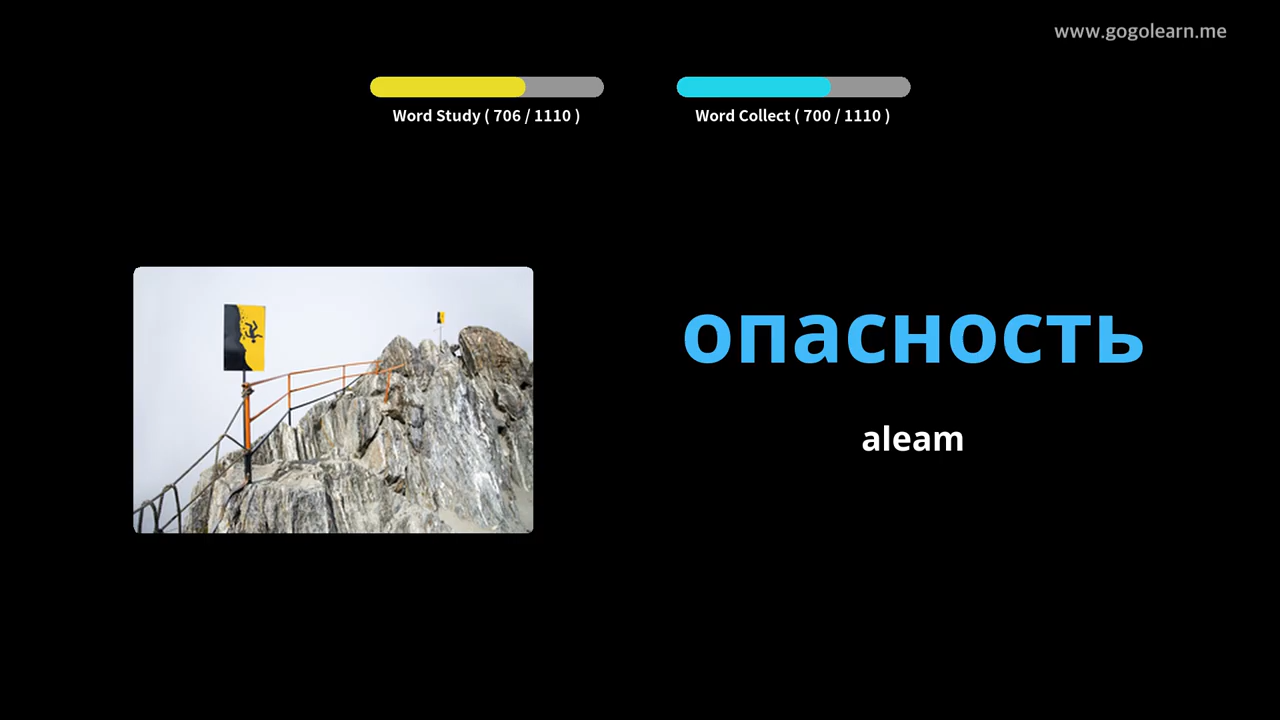 www.gogolearn.me
Word Study ( 706 / 1110 )
Word Collect ( 700 / 1110 )
опасность
aleam